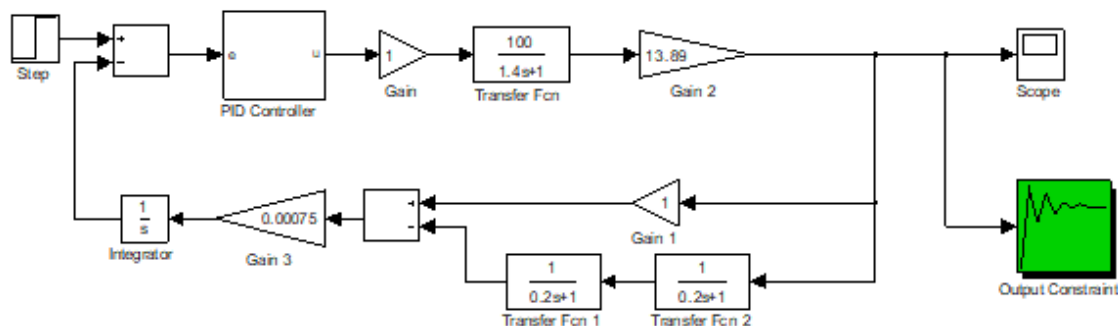 Step
+
−
e
u
PID Controller
1
Gain
100
1.4s+1
Transfer Fcn
13.89
Gain 2
Scope
1
s
Integrator
0.00075
Gain 3
+
−
1
Gain 1
1
0.2s+1
Transfer Fcn 1
1
0.2s+1
Transfer Fcn 2
Output Constraint